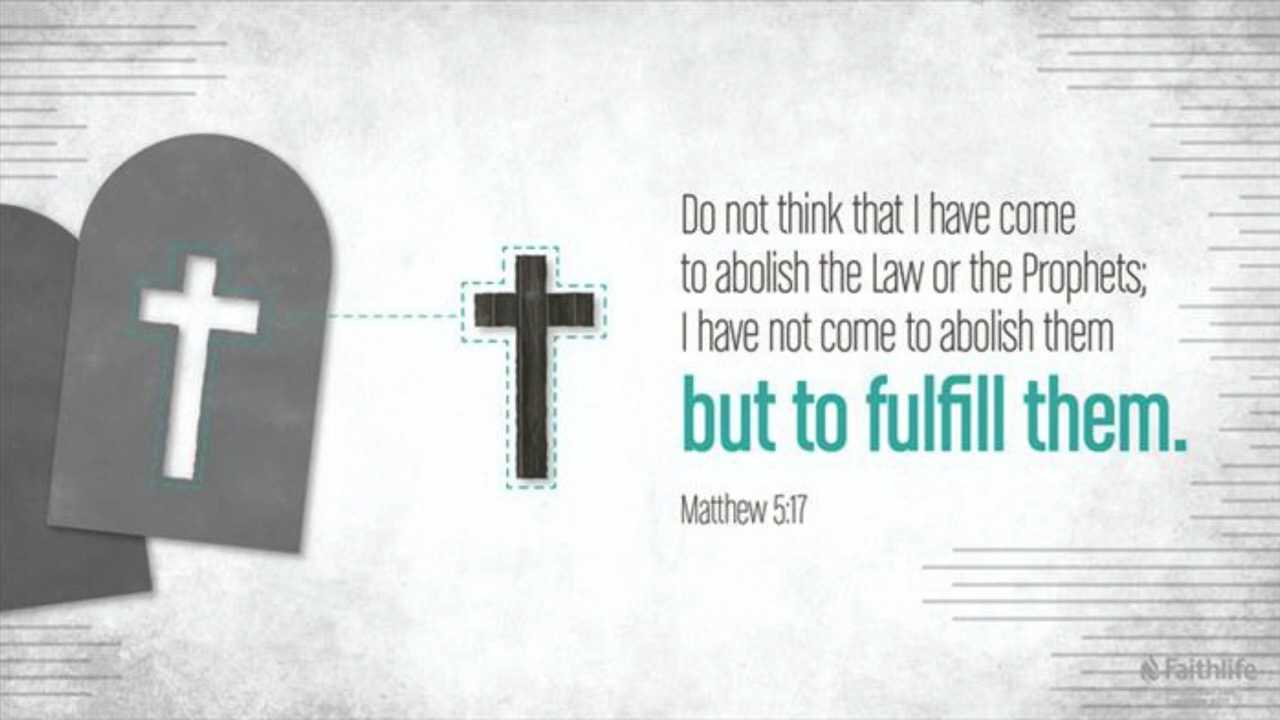 Do not think that I have come
to abolish the Law or the Prophets;
I have not come to abolish them
but to fulfill them.
Matthew 5:17
Faithlife